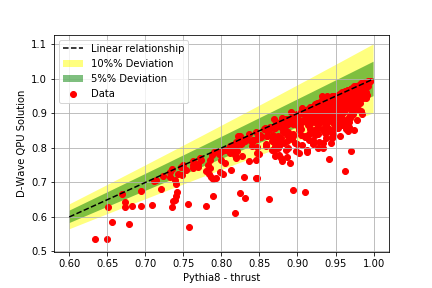 1.1
1.0
0.9
0.8
0.7
0.6
0.5
D-Wave QPU Solution
Linear relationship
10%% Deviation
5%% Deviation
Data
0.60 0.65 0.70 0.75 0.80 0.85 0.90 0.95 1.00
Pythia8 - thrust